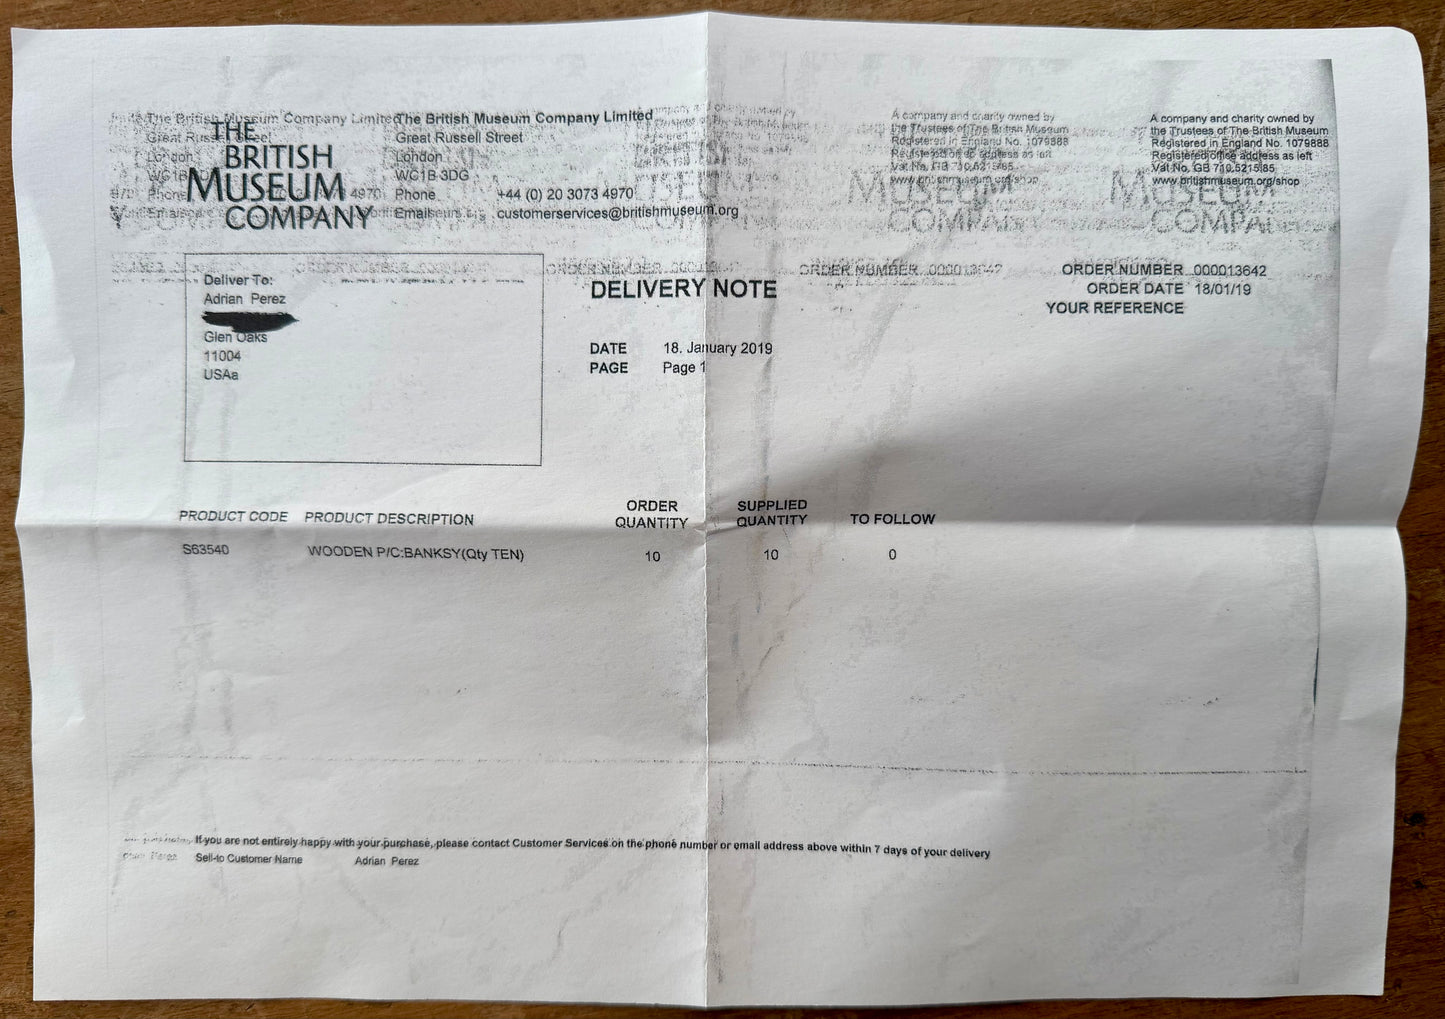 THE
BRITISH
MUSEUM
COMPANY
The British Museum Company Limited
Great Russell Street
London
WC1B 3DG
Phone +44 (0) 20 3073 4970
Email customerservices@britishmuseum.org
A company and charity owned by
the Trustees of The British Museum
Registered in England No. 1079888
Registered office address as left
Vat No. GB 710.5215.85
www.britishmuseum.org/shop
Deliver To:
Adrian Perez
Glen Oaks
11004
USAa
DELIVERY NOTE
DATE 18. January 2019
PAGE Page 1
ORDER NUMBER 000013642
ORDER DATE 18/01/19
YOUR REFERENCE
PRODUCT CODE PRODUCT DESCRIPTION ORDER QUANTITY SUPPLIED QUANTITY TO FOLLOW
S63540 WOODEN P/C:BANKSY(Qty TEN) 10 10 0
If you are not entirely happy with your purchase, please contact Customer Services on the phone number or email address above within 7 days of your delivery
Sell-to Customer Name Adrian Perez